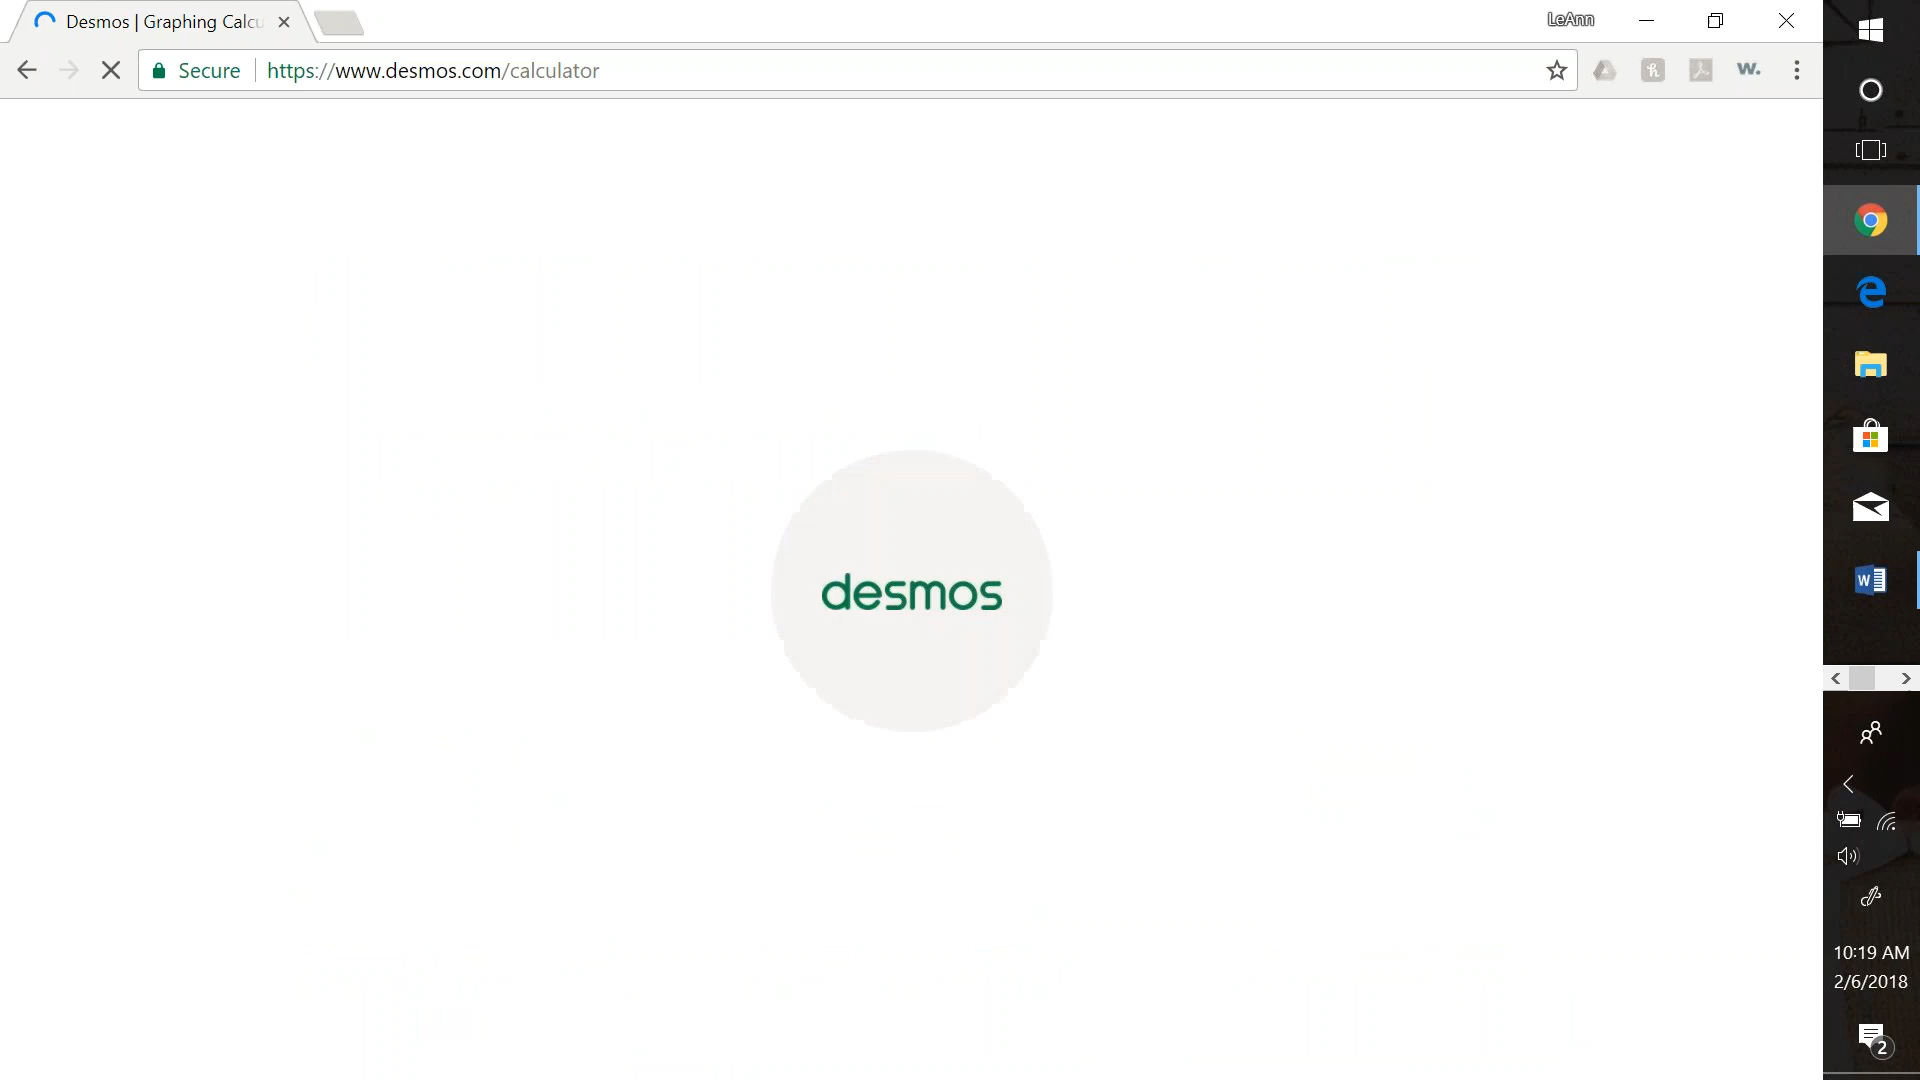 Desmos | Graphing Calcu
LeAnn
Secure
https://www.desmos.com/calculator
w.
desmos
W
10:19 AM
2/6/2018
2